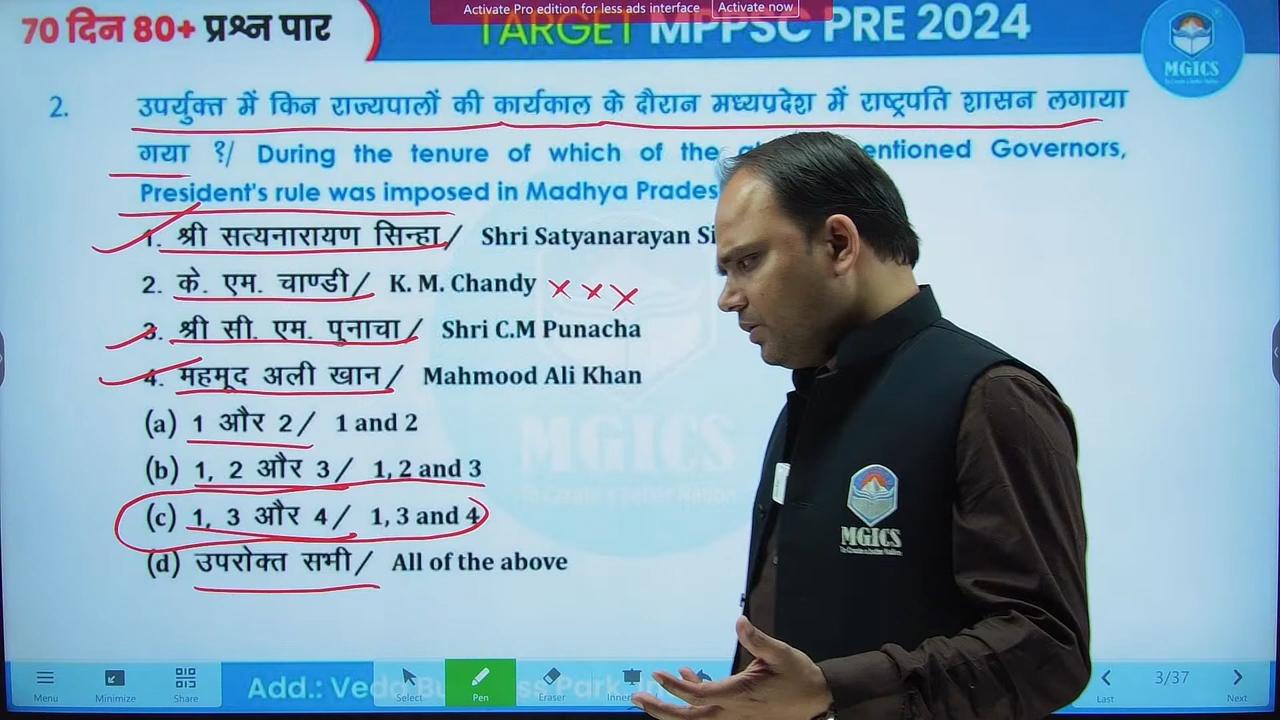 Activate Pro edition for less ads interface Activate now
70 दिन 80+ प्रश्न पार
TARGET MPPSC PRE 2024
MGICS
2. उपर्युक्त में किन राज्यपालों की कार्यकाल के दौरान मध्यप्रदेश में राष्ट्रपति शासन लगाया
गया ?/ During the tenure of which of the entioned Governors,
President's rule was imposed in Madhya Prades
1. श्री सत्यनारायण सिन्हा/ Shri Satyanarayan Si
2. के. एम. चाण्डी/ K. M. Chandy
3. श्री सी. एम. पूनाचा/ Shri C.M Punacha
4. महमूद अली खान/ Mahmood Ali Khan
(a) 1 और 2/ 1 and 2
(b) 1, 2 और 3/ 1, 2 and 3
(c) 1, 3 और 4/ 1, 3 and 4
(d) उपरोक्त सभी/ All of the above
MGICS
MGICS
Add.: Ved
Menu Minimize Share Select Pen Eraser Last 3/37 Next